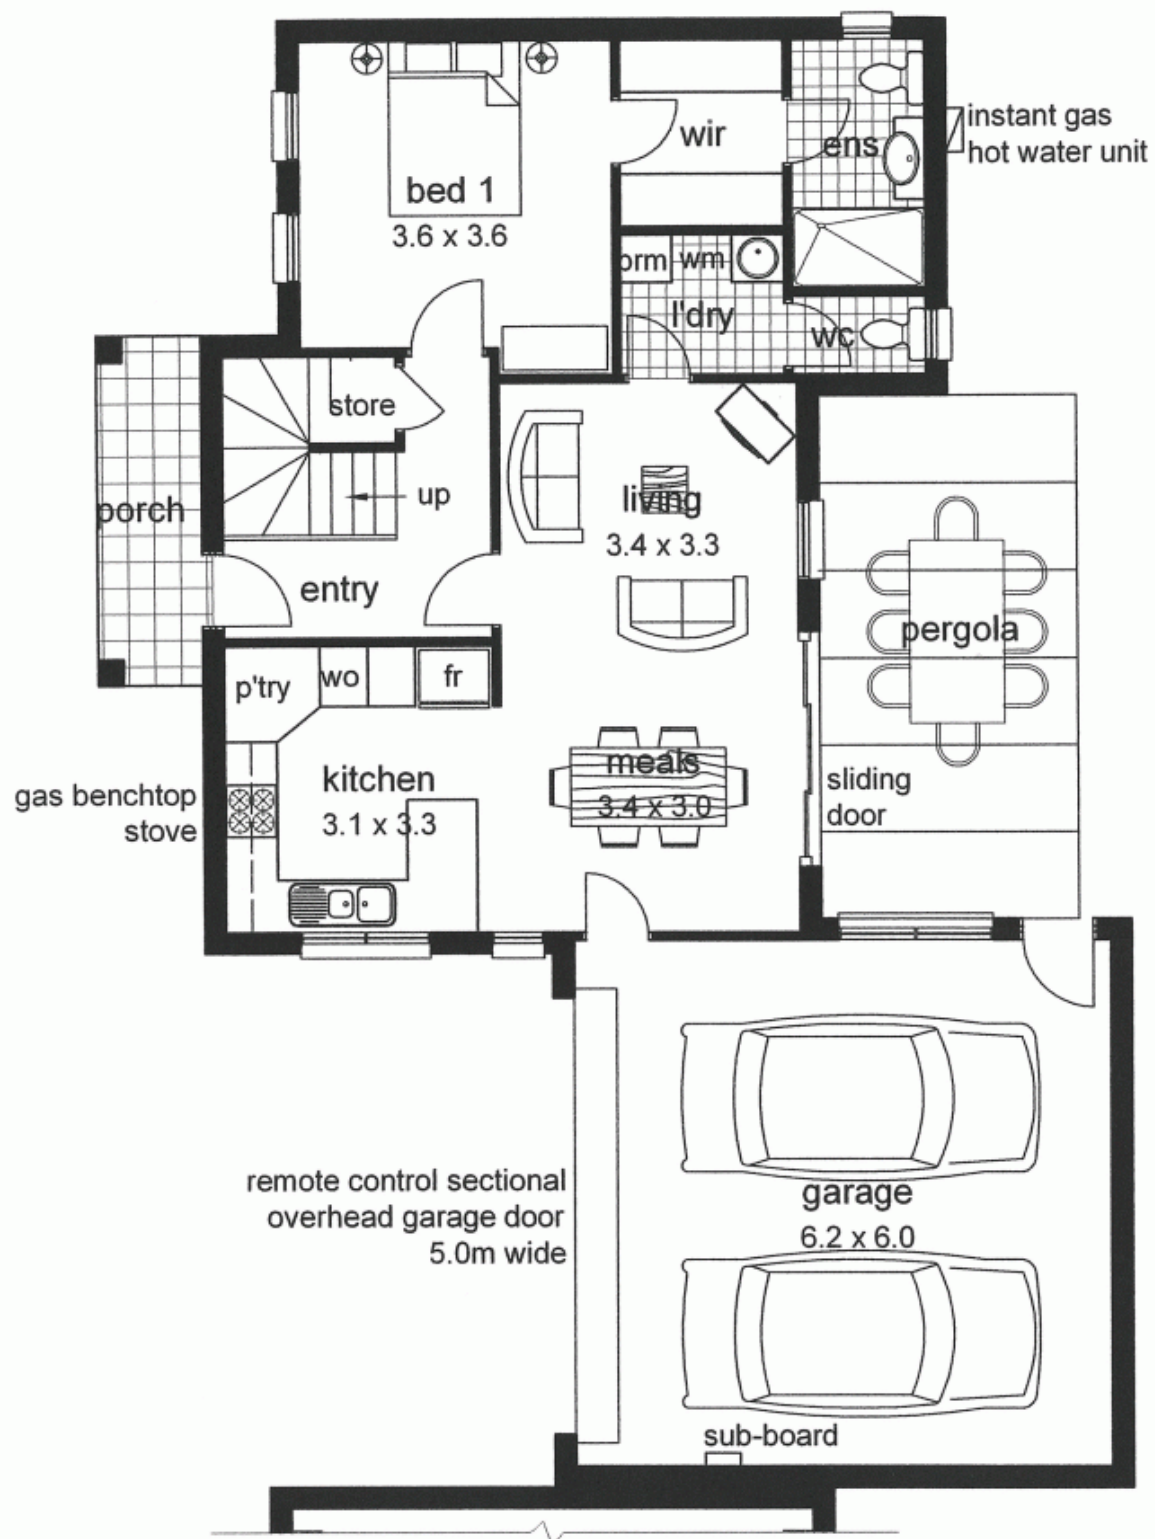 instant gas
hot water unit
wir
ens
bed 1
3.6 x 3.6
brm
wm
l'dry
wc
store
up
porch
living
3.4 x 3.3
entry
pergola
p'try
wo
fr
kitchen
3.1 x 3.3
meals
3.4 x 3.0
sliding
door
gas benchtop
stove
remote control sectional
overhead garage door
5.0m wide
garage
6.2 x 6.0
sub-board